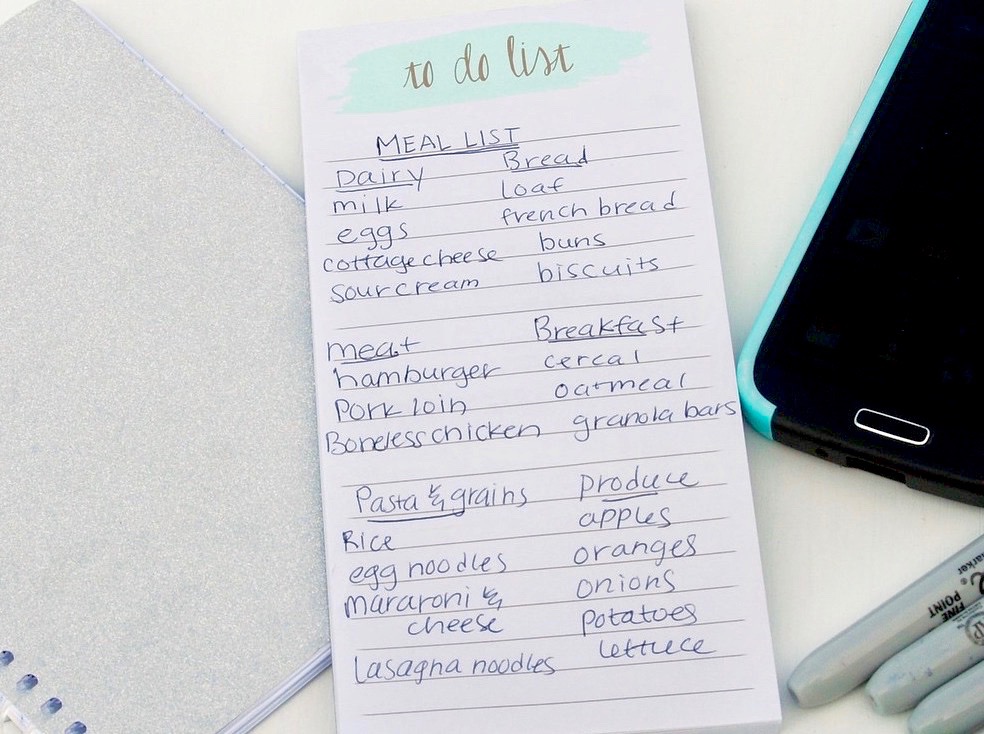 to do list
MEAL LIST
Dairy
milk
eggs
cottage cheese
sour cream
Bread
loaf
french bread
buns
biscuits
meat
hamburger
Pork loin
Boneless chicken
Breakfast
cereal
oatmeal
granola bars
Pasta & grains
Rice
egg noodles
mararoni &
cheese
lasagna noodles
produce
apples
oranges
onions
potatoes
lettuce
marker
FINE
POINT
AP